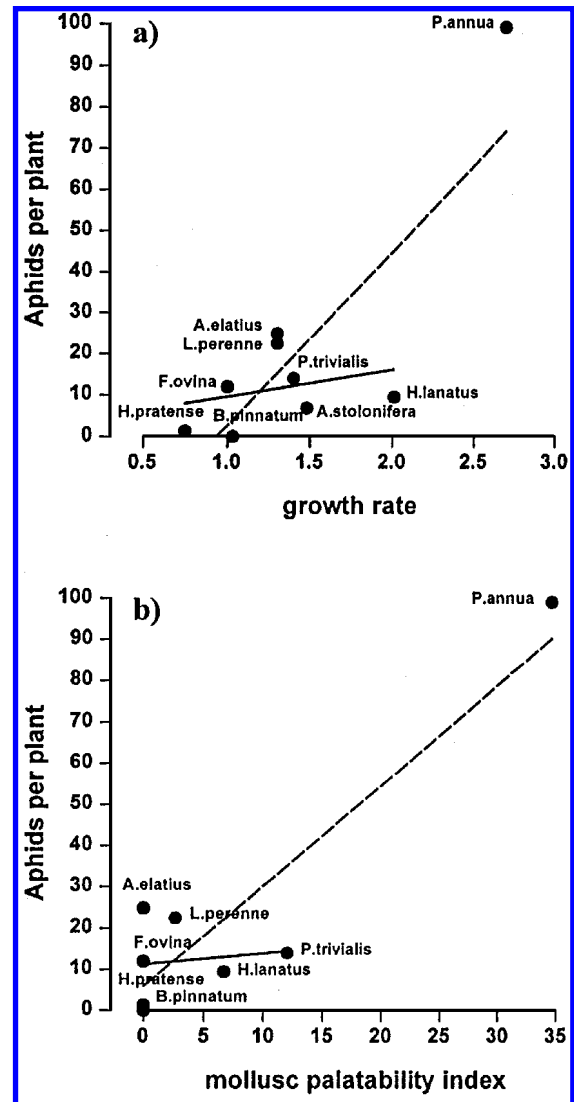 a)
100
90
80
70
60
50
40
30
20
10
0
Aphids per plant
P.annua
A.elatius
L.perenne
P.trivialis
F.ovina
H.lanatus
H.pratense
B.pinnatum
A.stolonifera
0.5 1.0 1.5 2.0 2.5 3.0
growth rate
b)
100
90
80
70
60
50
40
30
20
10
0
Aphids per plant
P.annua
A.elatius
L.perenne
F.ovina
P.trivialis
H.lanatus
H.pratense
B.pinnatum
0 5 10 15 20 25 30 35
mollusc palatability index